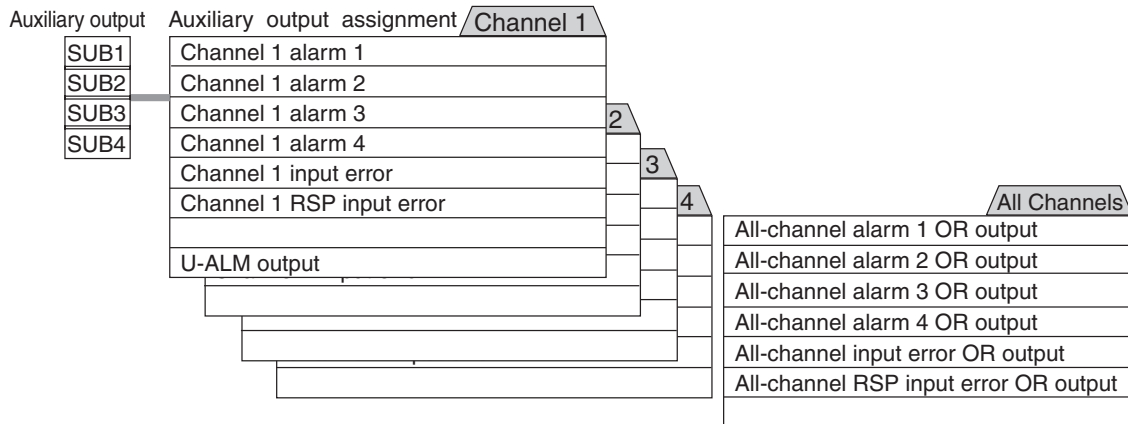 Auxiliary output
Auxiliary output assignment
Channel 1
SUB1
SUB2
SUB3
SUB4
Channel 1 alarm 1
Channel 1 alarm 2
Channel 1 alarm 3
Channel 1 alarm 4
Channel 1 input error
Channel 1 RSP input error
U-ALM output
2
3
4
All Channels
All-channel alarm 1 OR output
All-channel alarm 2 OR output
All-channel alarm 3 OR output
All-channel alarm 4 OR output
All-channel input error OR output
All-channel RSP input error OR output